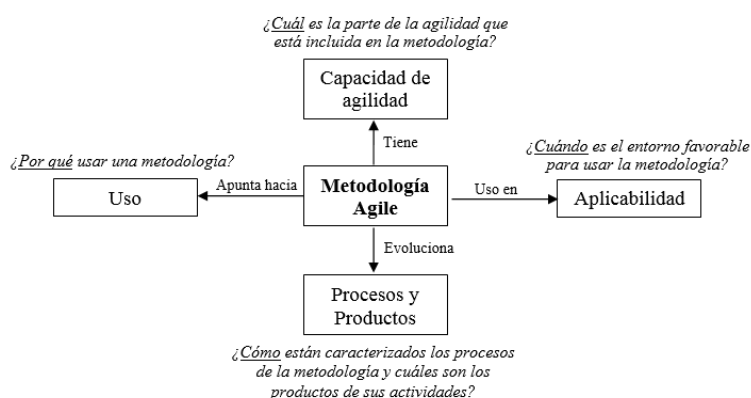 ¿Cuál es la parte de la agilidad que
está incluida en la metodología?
Capacidad de
agilidad
Tiene
¿Por qué usar una metodología?
Uso
Apunta hacia
Metodología
Agile
Uso en
¿Cuándo es el entorno favorable
para usar la metodología?
Aplicabilidad
Evoluciona
Procesos y
Productos
¿Cómo están caracterizados los procesos
de la metodología y cuáles son los
productos de sus actividades?